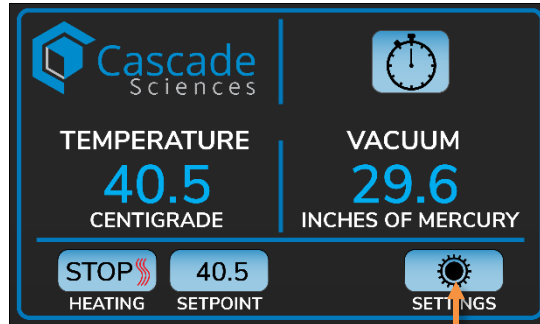 Cascade
Sciences
TEMPERATURE
40.5
CENTIGRADE
VACUUM
29.6
INCHES OF MERCURY
STOP
HEATING
40.5
SETPOINT
SETTINGS